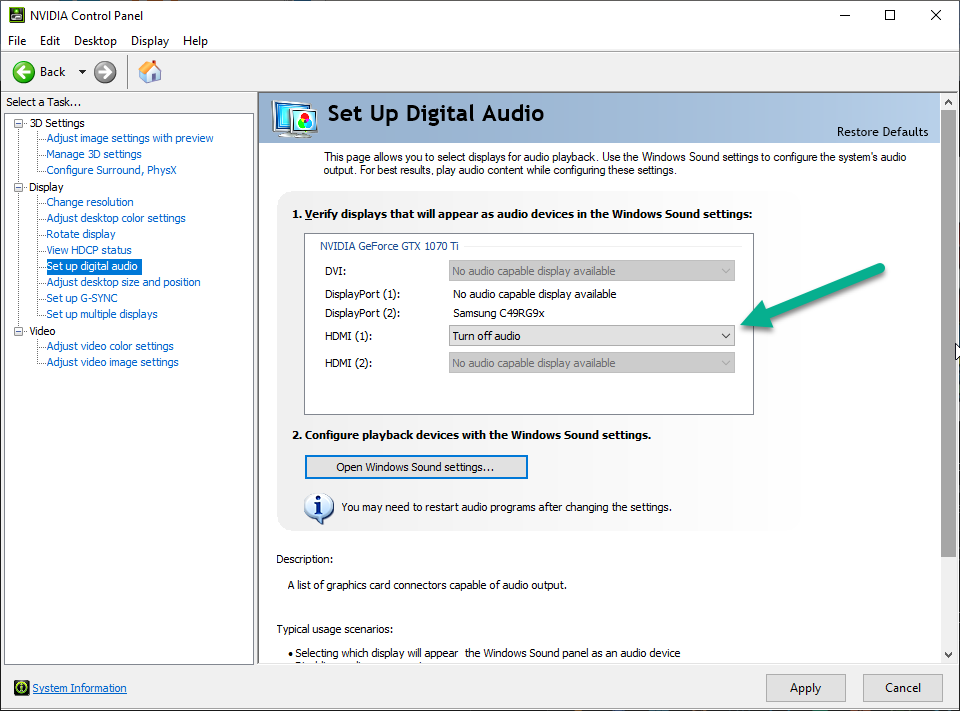 NVIDIA Control Panel
File Edit Desktop Display Help
Back
Select a Task...
3D Settings
Adjust image settings with preview
Manage 3D settings
Configure Surround, PhysX
Display
Change resolution
Adjust desktop color settings
Rotate display
View HDCP status
Set up digital audio
Adjust desktop size and position
Set up G-SYNC
Set up multiple displays
Video
Adjust video color settings
Adjust video image settings
Set Up Digital Audio
Restore Defaults
This page allows you to select displays for audio playback. Use the Windows Sound settings to configure the system's audio
output. For best results, play audio content while configuring these settings.
1. Verify displays that will appear as audio devices in the Windows Sound settings:
NVIDIA GeForce GTX 1070 Ti
DVI: No audio capable display available
DisplayPort (1): No audio capable display available
DisplayPort (2): Samsung C49RG9x
HDMI (1): Turn off audio
HDMI (2): No audio capable display available
2. Configure playback devices with the Windows Sound settings.
Open Windows Sound settings...
You may need to restart audio programs after changing the settings.
Description:
A list of graphics card connectors capable of audio output.
Typical usage scenarios:
• Selecting which display will appear the Windows Sound panel as an audio device
System Information
Apply Cancel